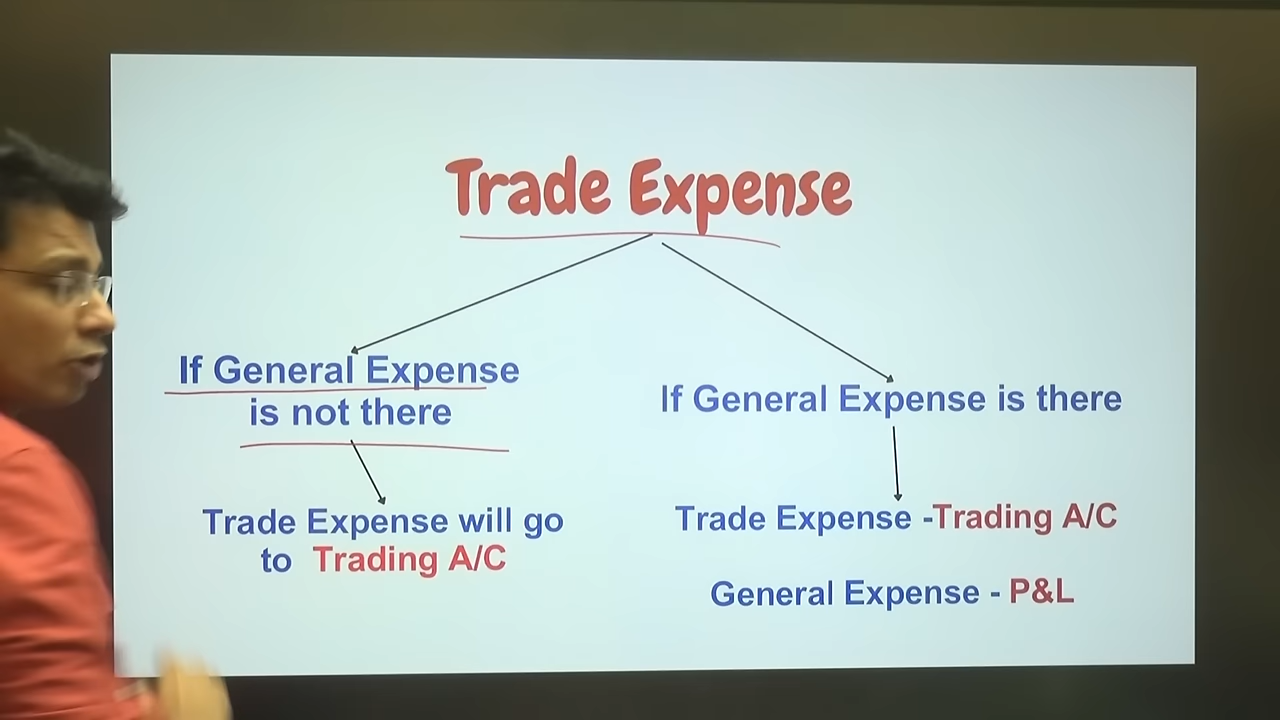 Trade Expense
If General Expense
is not there
Trade Expense will go
to Trading A/C
If General Expense is there
Trade Expense -Trading A/C
General Expense - P&L